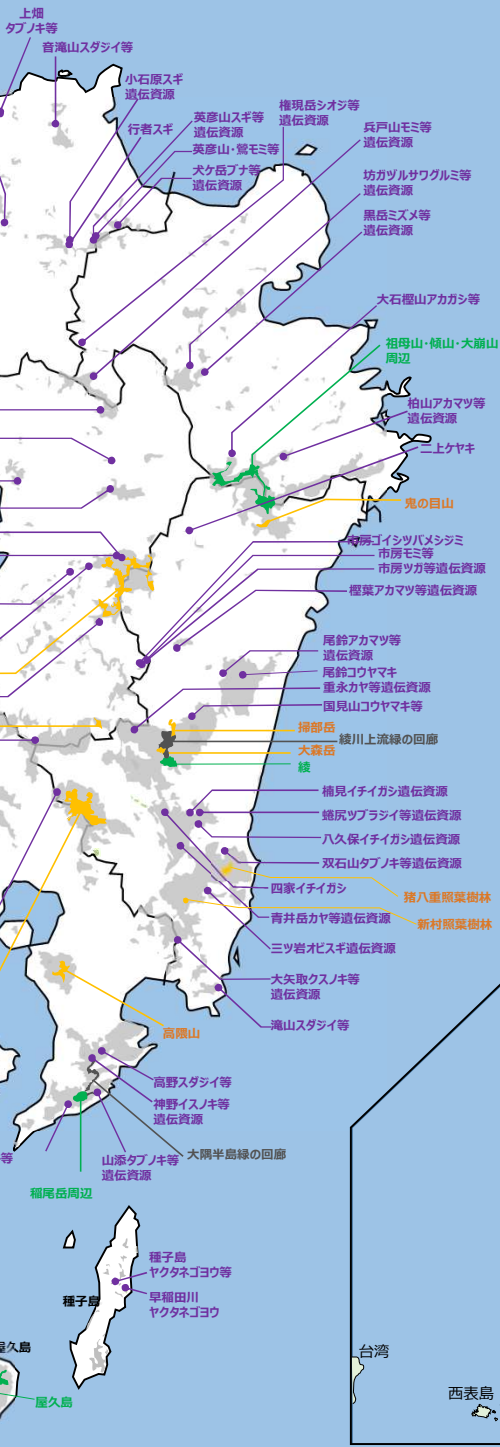 上畑
タブノキ等
音滝山スダジイ等
小石原スギ
遺伝資源
行者スギ
英彦山スギ等
遺伝資源
英彦山・鷲モミ等
犬ケ岳ブナ等
遺伝資源
権現岳シオジ等
遺伝資源
兵戸山モミ等
遺伝資源
坊ガツルサワグルミ等
遺伝資源
黒岳ミズメ等
遺伝資源
大石樫山アカガシ等
祖母山・傾山・大崩山
周辺
柏山アカマツ等
遺伝資源
二上ケヤキ
鬼の目山
市房ゴイシツバメシジミ
市房モミ等
市房ツガ等遺伝資源
樫葉アカマツ等遺伝資源
尾鈴アカマツ等
遺伝資源
尾鈴コウヤマキ
重永カヤ等遺伝資源
国見山コウヤマキ等
掃部岳
綾川上流緑の回廊
大森岳
綾
楠見イチイガシ遺伝資源
蜷尻ツブラジイ等遺伝資源
八久保イチイガシ遺伝資源
双石山タブノキ等遺伝資源
四家イチイガシ
猪八重照葉樹林
青井岳カヤ等遺伝資源
新村照葉樹林
三ツ岩オビスギ遺伝資源
大矢取クスノキ等
遺伝資源
滝山スダジイ等
高隈山
高野スダジイ等
神野イスノキ等
遺伝資源
大隅半島緑の回廊
山添タブノキ等
遺伝資源
等
稲尾岳周辺
種子島
ヤクタネゴヨウ等
種子島
早稲田川
ヤクタネゴヨウ
屋久島
屋久島
台湾
西表島